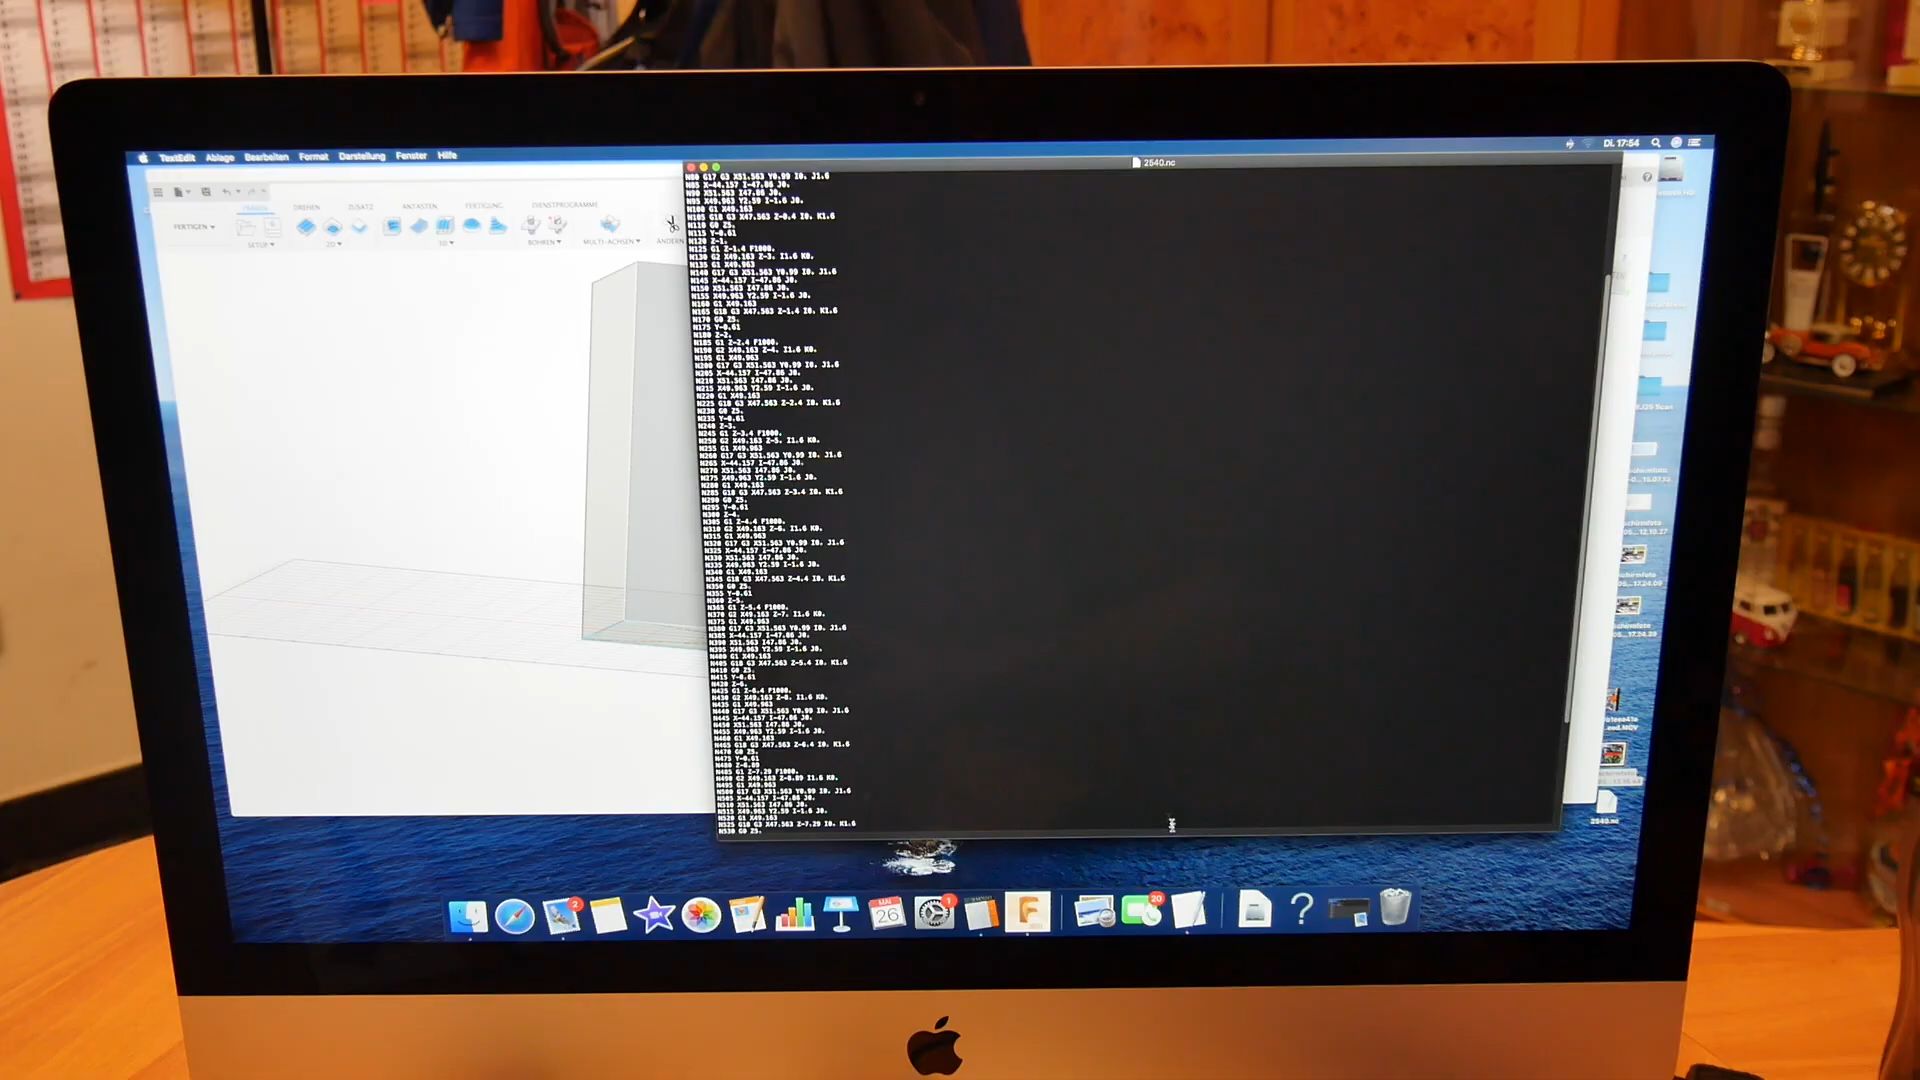 TextEdit Ablage Bearbeiten Format Darstellung Fenster Hilfe
Di. 17:54
2540.nc
DREHEN ZUSATZ ANTASTEN FERTIGUNG DIENSTPROGRAMME
FERTIGEN
SETUP 2D 3D BOHREN MULTI-ACHSEN ÄNDERN
N80 G17 G3 X51.563 Y0.99 I0. J1.6
N85 X-44.157 I-47.86 J0.
N90 X51.563 I47.86 J0.
N95 X49.963 Y2.59 I-1.6 J0.
N100 G1 X49.163
N105 G18 G3 X47.563 Z-0.4 I0. K1.6
N110 G0 Z5.
N115 Y-0.61
N120 Z-1.
N125 G1 Z-1.4 F1000.
N130 G2 X49.163 Z-3. I1.6 K0.
N135 G1 X49.963
N140 G17 G3 X51.563 Y0.99 I0. J1.6
N145 X-44.157 I-47.86 J0.
N150 X51.563 I47.86 J0.
N155 X49.963 Y2.59 I-1.6 J0.
N160 G1 X49.163
N165 G18 G3 X47.563 Z-1.4 I0. K1.6
N170 G0 Z5.
N175 Y-0.61
N180 Z-2.
N185 G1 Z-2.4 F1000.
N190 G2 X49.163 Z-4. I1.6 K0.
N195 G1 X49.963
N200 G17 G3 X51.563 Y0.99 I0. J1.6
N205 X-44.157 I-47.86 J0.
N210 X51.563 I47.86 J0.
N215 X49.963 Y2.59 I-1.6 J0.
N220 G1 X49.163
N225 G18 G3 X47.563 Z-2.4 I0. K1.6
N230 G0 Z5.
N235 Y-0.61
N240 Z-3.
N245 G1 Z-3.4 F1000.
N250 G2 X49.163 Z-5. I1.6 K0.
N255 G1 X49.963
N260 G17 G3 X51.563 Y0.99 I0. J1.6
N265 X-44.157 I-47.86 J0.
N270 X51.563 I47.86 J0.
N275 X49.963 Y2.59 I-1.6 J0.
N280 G1 X49.163
N285 G18 G3 X47.563 Z-3.4 I0. K1.6
N290 G0 Z5.
N295 Y-0.61
N300 Z-4.
N305 G1 Z-4.4 F1000.
N310 G2 X49.163 Z-6. I1.6 K0.
N315 G1 X49.963
N320 G17 G3 X51.563 Y0.99 I0. J1.6
N325 X-44.157 I-47.86 J0.
N330 X51.563 I47.86 J0.
N335 X49.963 Y2.59 I-1.6 J0.
N340 G1 X49.163
N345 G18 G3 X47.563 Z-4.4 I0. K1.6
N350 G0 Z5.
N355 Y-0.61
N360 Z-5.
N365 G1 Z-5.4 F1000.
N370 G2 X49.163 Z-7. I1.6 K0.
N375 G1 X49.963
N380 G17 G3 X51.563 Y0.99 I0. J1.6
N385 X-44.157 I-47.86 J0.
N390 X51.563 I47.86 J0.
N395 X49.963 Y2.59 I-1.6 J0.
N400 G1 X49.163
N405 G18 G3 X47.563 Z-5.4 I0. K1.6
N410 G0 Z5.
N415 Y-0.61
N420 Z-6.
N425 G1 Z-6.4 F1000.
N430 G2 X49.163 Z-8. I1.6 K0.
N435 G1 X49.963
N440 G17 G3 X51.563 Y0.99 I0. J1.6
N445 X-44.157 I-47.86 J0.
N450 X51.563 I47.86 J0.
N455 X49.963 Y2.59 I-1.6 J0.
N460 G1 X49.163
N465 G18 G3 X47.563 Z-6.4 I0. K1.6
N470 G0 Z5.
N475 Y-0.61
N480 Z-6.89
N485 G1 Z-7.29 F1000.
N490 G2 X49.163 Z-8.89 I1.6 K0.
N495 G1 X49.963
N500 G17 G3 X51.563 Y0.99 I0. J1.6
N505 X-44.157 I-47.86 J0.
N510 X51.563 I47.86 J0.
N515 X49.963 Y2.59 I-1.6 J0.
N520 G1 X49.163
N525 G18 G3 X47.563 Z-7.29 I0. K1.6
N530 G0 Z5.
2540.nc
2
MAI
26
1
20